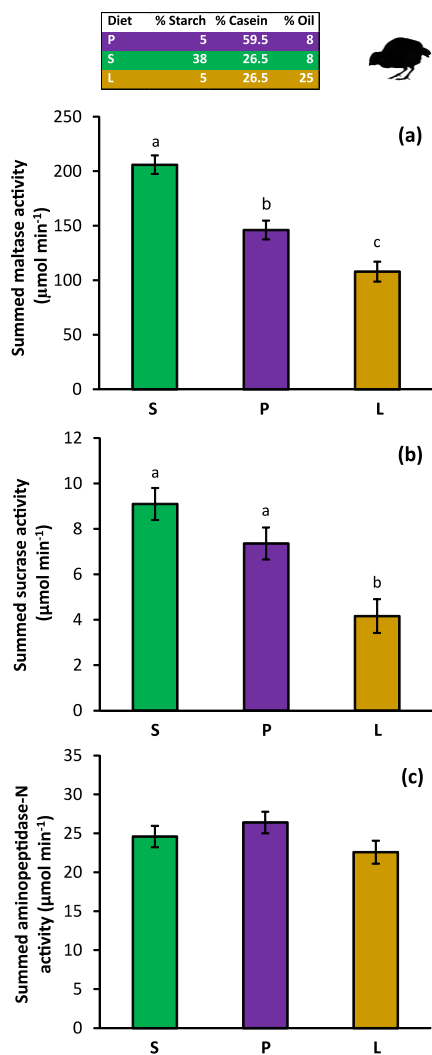 Diet % Starch % Casein % Oil
P 5 59.5 8
S 38 26.5 8
L 5 26.5 25
(a)
Summed maltase activity
(µmol min-1)
250
200
150
100
50
0
a
b
c
S P L
(b)
Summed sucrase activity
(µmol min-1)
12
10
8
6
4
2
0
a
a
b
S P L
(c)
Summed aminopeptidase-N
activity (µmol min-1)
35
30
25
20
15
10
5
0
S P L